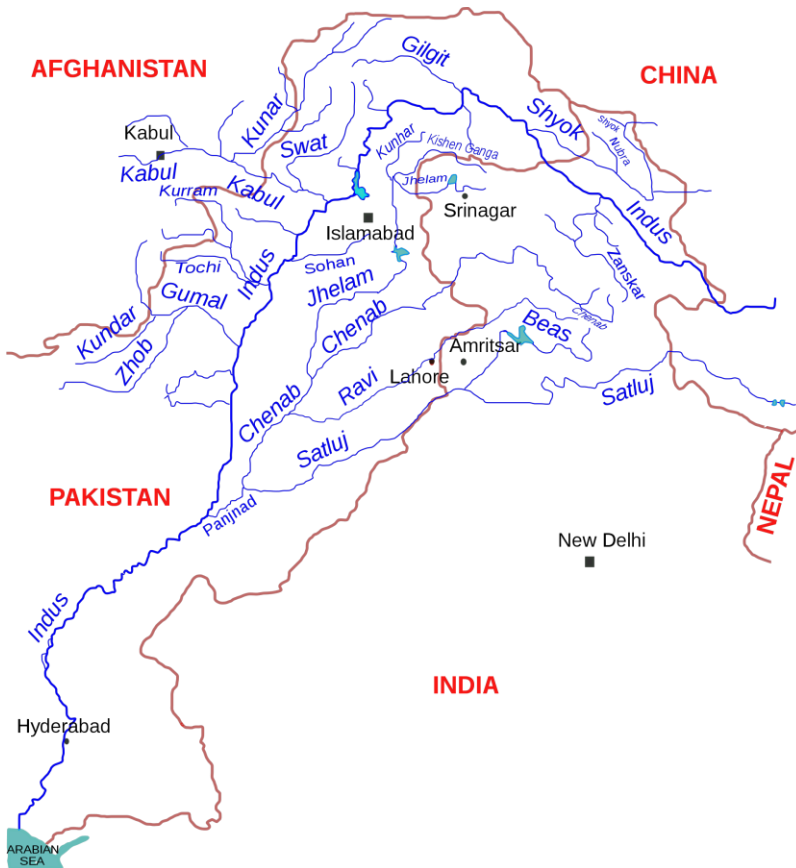 Gilgit
AFGHANISTAN
CHINA
Kunar
Shyok
Shyok
Kabul
Swat
Kunhar
Kishen Ganga
Nubra
Kabul
Kabul
Kurram
Jhelam
Srinagar
Indus
Islamabad
Indus
Sohan
Tochi
Jhelam
Zanskar
Gumal
Kundar
Zhob
Chenab
Beas
Chenab
Amritsar
Lahore
Ravi
Chenab
Satluj
Satluj
PAKISTAN
Panjnad
NEPAL
New Delhi
Indus
INDIA
Hyderabad
ARABIAN
SEA